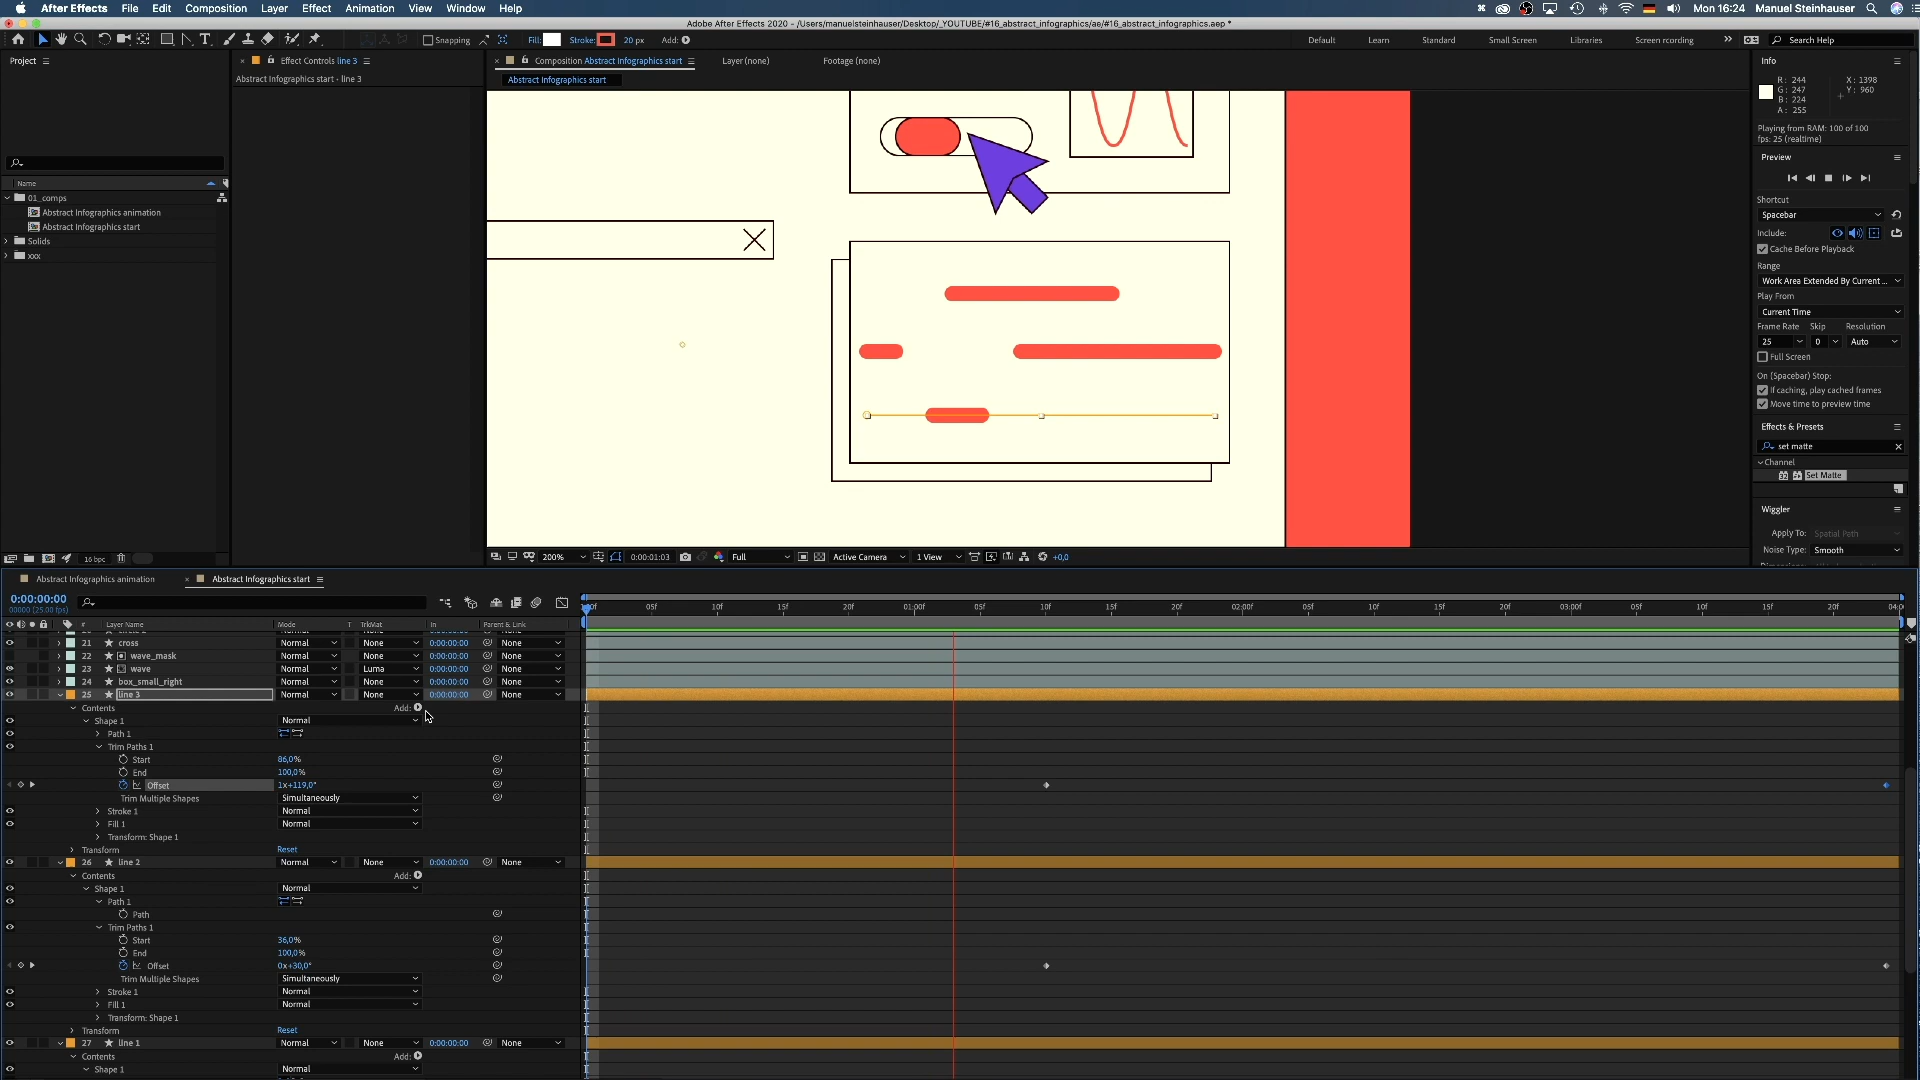 After Effects File Edit Composition Layer Effect Animation View Window Help Mon 16:24 Manuel Steinhauser
Adobe After Effects 2020 - /Users/manuelsteinhauser/Desktop/_YOUTUBE/#16_abstract_infographics/ae/#16_abstract_infographics.aep *
Snapping Fill: Stroke: 20 px Add: Default Learn Standard Small Screen Libraries Screen rcording Search Help
Project
Effect Controls line 3
Composition Abstract Infographics start
Layer (none)
Footage (none)
Info
Abstract Infographics start · line 3
Abstract Infographics start
R: 244
G: 247
B: 224
A: 255
X: 1398
Y: 960
Playing from RAM: 100 of 100
fps: 25 (realtime)
Preview
Shortcut
Spacebar
Include:
Cache Before Playback
Range
Work Area Extended By Current ...
Play From
Current Time
Frame Rate Skip Resolution
25 0 Auto
Full Screen
On (Spacebar) Stop:
If caching, play cached frames
Move time to preview time
Effects & Presets
set matte
Channel
32 Set Matte
Wiggler
Apply To: Spatial Path
Noise Type: Smooth
Name
01_comps
Abstract Infographics animation
Abstract Infographics start
Solids
xxx
16 bpc
200% 0:00:01:03 Full Active Camera 1 View +0,0
Abstract Infographics animation
Abstract Infographics start
0:00:00:00
00000 (25.00 fps)
:00f 05f 10f 15f 20f 01:00f 05f 10f 15f 20f 02:00f 05f 10f 15f 20f 03:00f 05f 10f 15f 20f 04:0
# Layer Name Mode T TrkMat In Parent & Link
21 cross Normal None 0:00:00:00 None
22 wave_mask Normal None 0:00:00:00 None
23 wave Normal Luma 0:00:00:00 None
24 box_small_right Normal None 0:00:00:00 None
25 line 3 Normal None 0:00:00:00 None
Contents Add:
Shape 1 Normal
Path 1
Trim Paths 1
Start 86,0%
End 100,0%
Offset 1x+119,0°
Trim Multiple Shapes Simultaneously
Stroke 1 Normal
Fill 1 Normal
Transform: Shape 1
Transform Reset
26 line 2 Normal None 0:00:00:00 None
Contents Add:
Shape 1 Normal
Path 1
Path
Trim Paths 1
Start 36,0%
End 100,0%
Offset 0x+30,0°
Trim Multiple Shapes Simultaneously
Stroke 1 Normal
Fill 1 Normal
Transform: Shape 1
Transform Reset
27 line 1 Normal None 0:00:00:00 None
Contents Add:
Shape 1 Normal